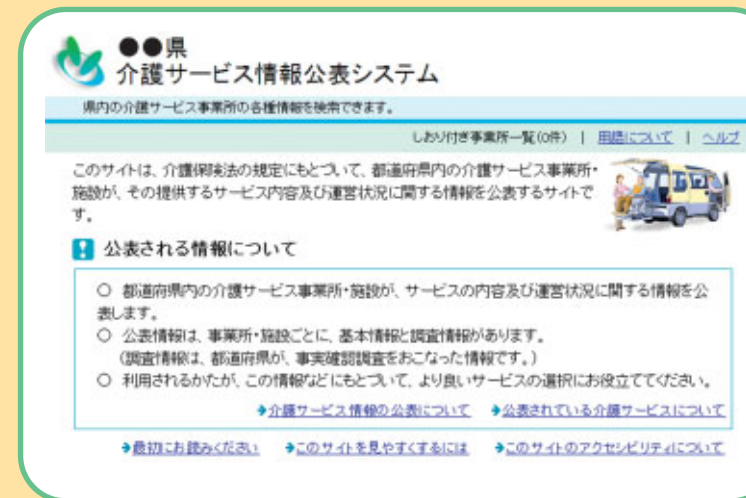 ●●県
介護サービス情報公表システム
県内の介護サービス事業所の各種情報を検索できます。
しおり付き事業所一覧(0件) | 用語について | ヘルプ
このサイトは、介護保険法の規定にもとづいて、都道府県内の介護サービス事業所・
施設が、その提供するサービス内容及び運営状況に関する情報を公表するサイトで
す。
公表される情報について
○ 都道府県内の介護サービス事業所・施設が、サービスの内容及び運営状況に関する情報を公
表します。
○ 公表情報は、事業所・施設ごとに、基本情報と調査情報があります。
(調査情報は、都道府県が、事実確認調査をおこなった情報です。)
○ 利用されるかたが、この情報などにもとづいて、より良いサービスの選択にお役立ててください。
介護サービス情報の公表について 公表されている介護サービスについて
最初にお読みください このサイトを見やすくするには このサイトのアクセシビリティについて